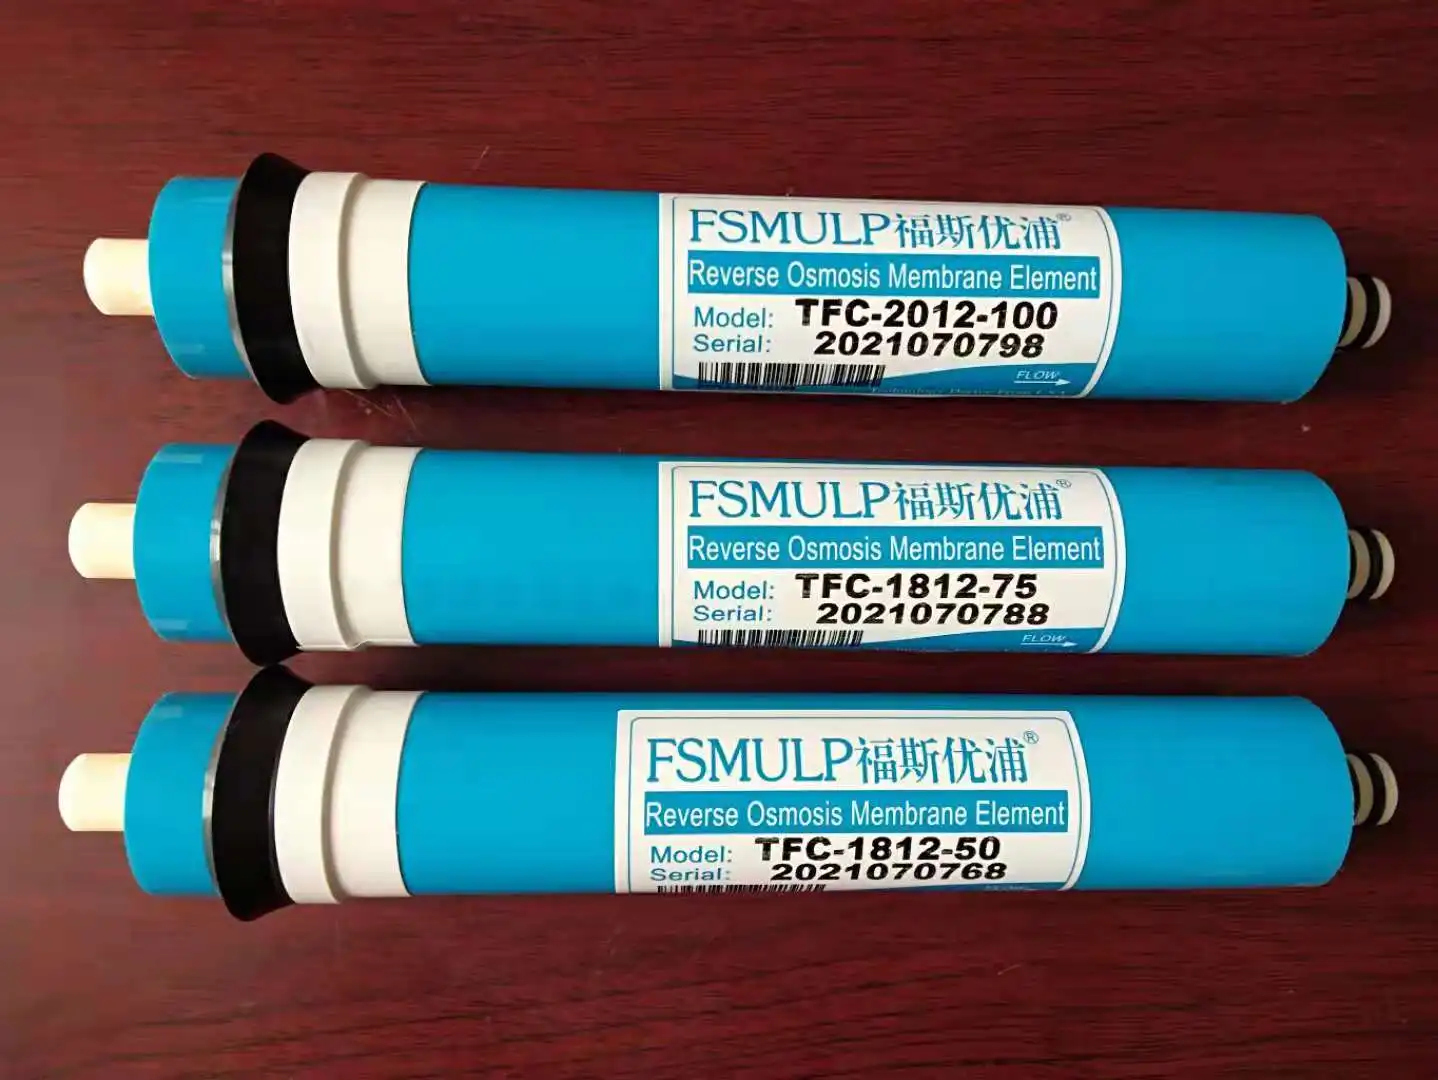 FSMULP福斯优浦®
Reverse Osmosis Membrane Element
Model: TFC-2012-100
Serial: 2021070798
FLOW
FSMULP福斯优浦®
Reverse Osmosis Membrane Element
Model: TFC-1812-75
Serial: 2021070788
FLOW
FSMULP福斯优浦®
Reverse Osmosis Membrane Element
Model: TFC-1812-50
Serial: 2021070768